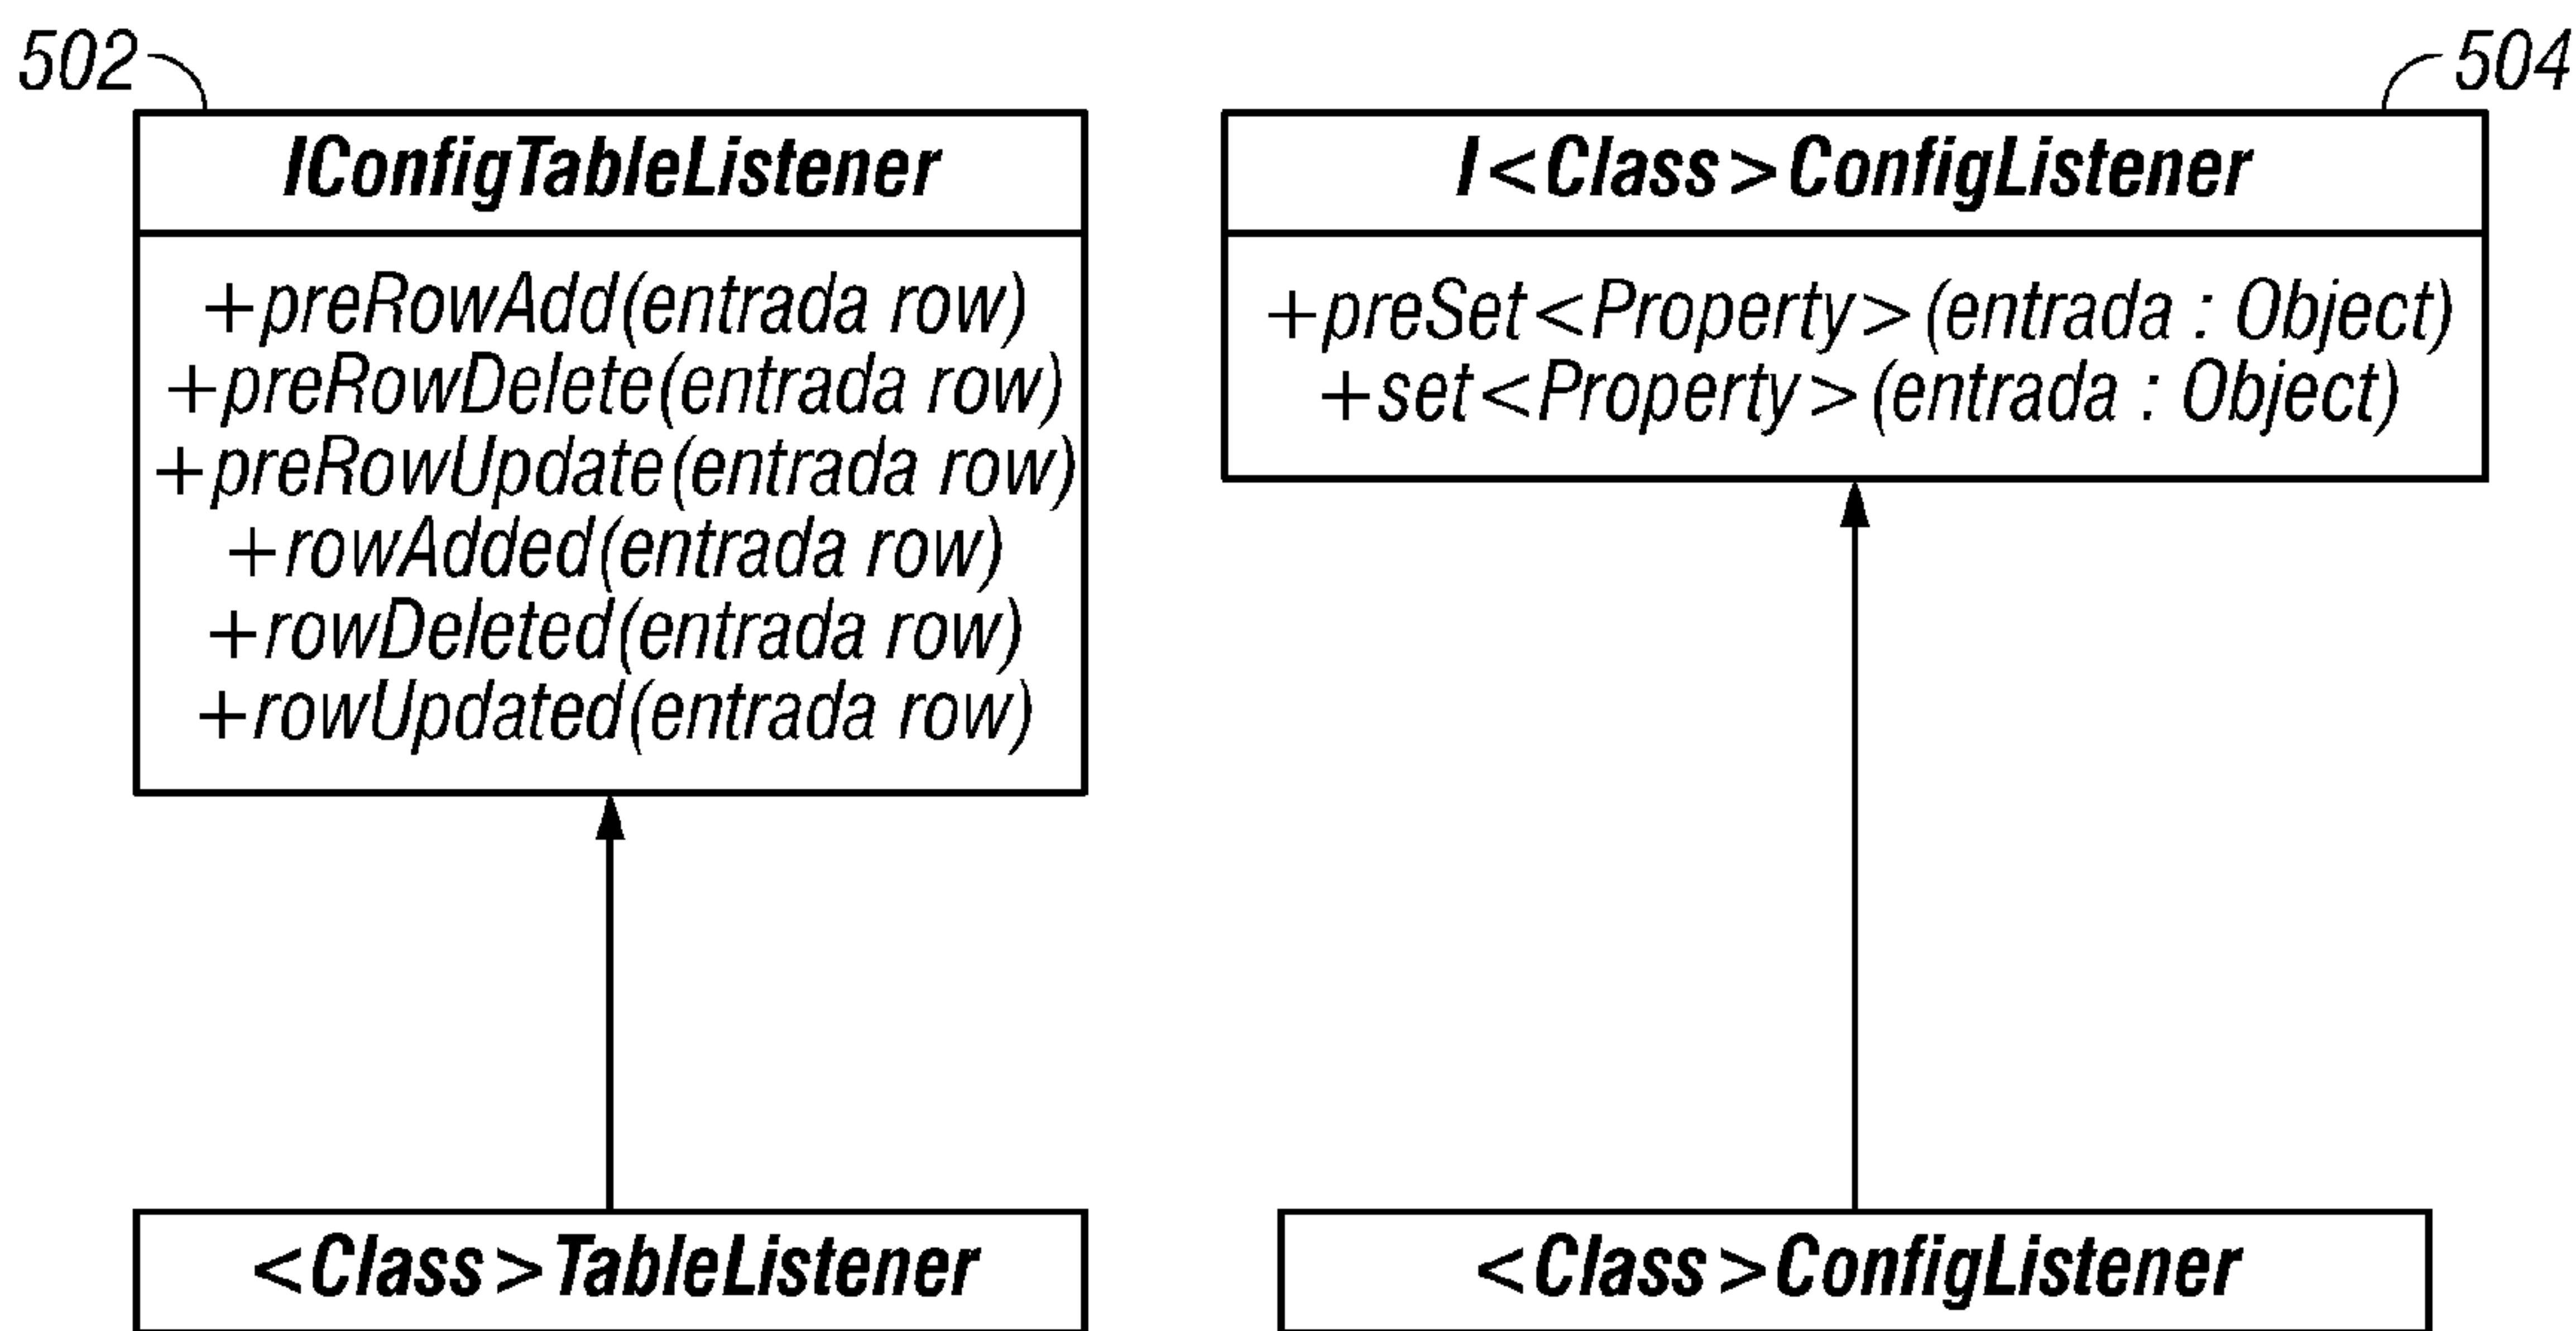 502
IConfigTableListener
+preRowAdd(entrada row)
+preRowDelete(entrada row)
+preRowUpdate(entrada row)
+rowAdded(entrada row)
+rowDeleted(entrada row)
+rowUpdated(entrada row)
<Class>TableListener
504
I<Class>ConfigListener
+preSet<Property>(entrada : Object)
+set<Property>(entrada : Object)
<Class>ConfigListener